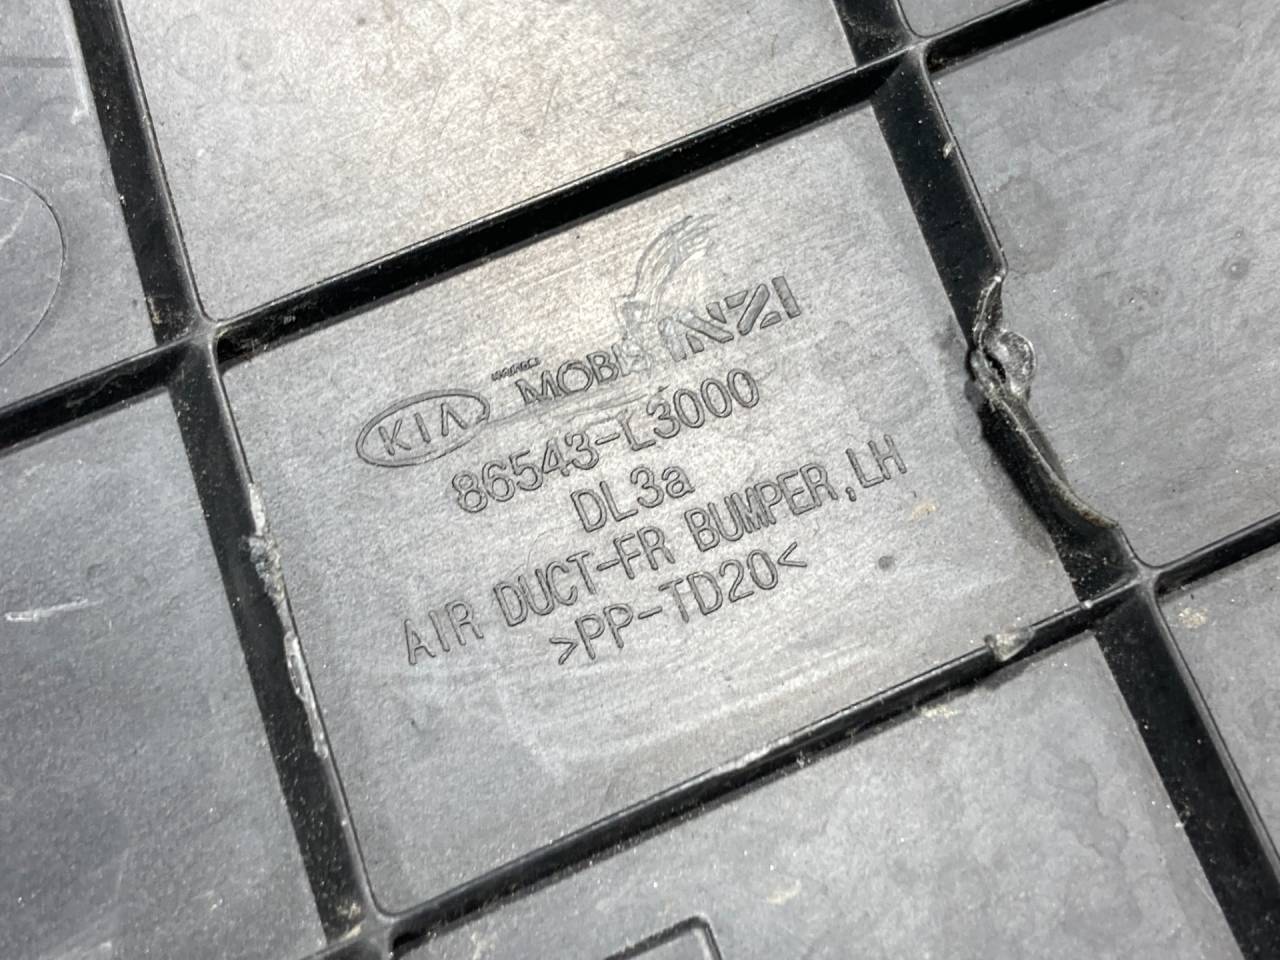 KIA MOBIS INZI
86543-L3000
DL3a
AIR DUCT-FR BUMPER,LH
>PP-TD20<